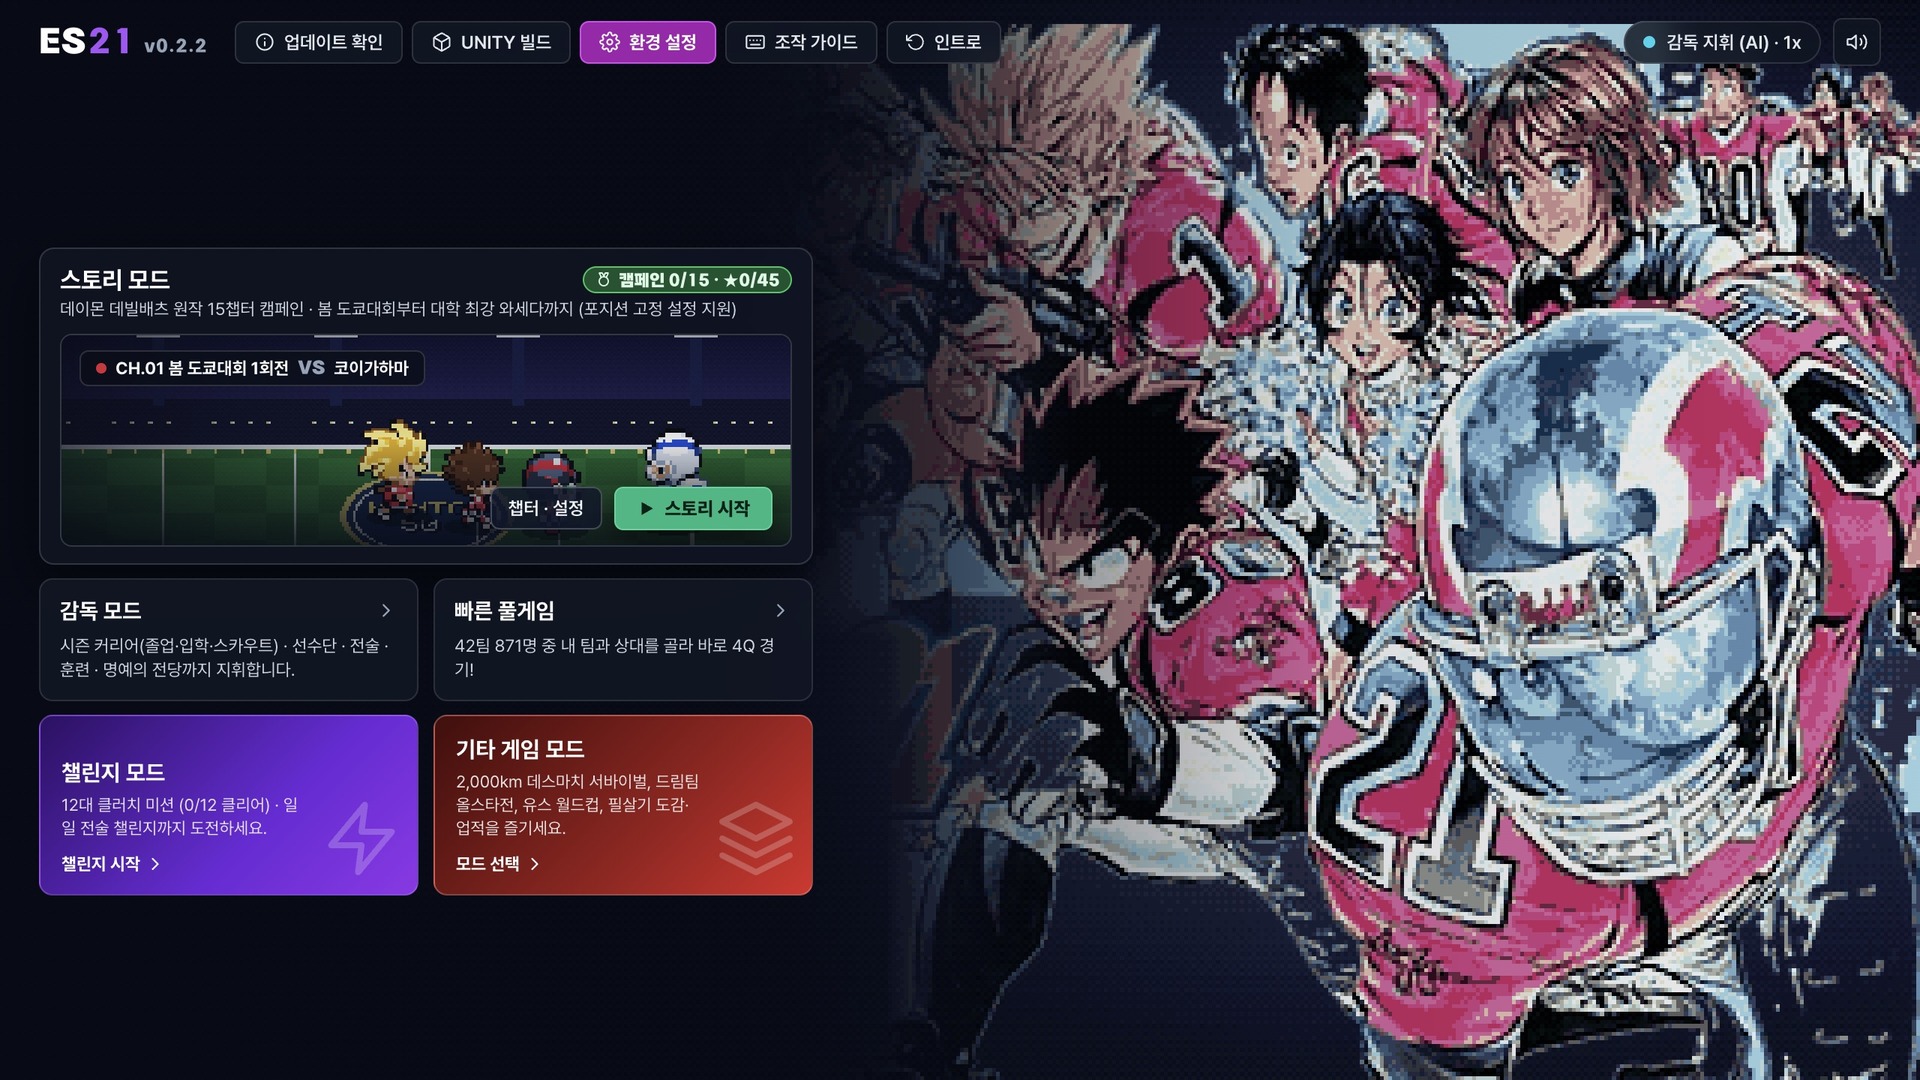 ES21 v0.2.2
업데이트 확인
UNITY 빌드
환경 설정
조작 가이드
인트로
감독 지휘 (AI) · 1x
스토리 모드
캠페인 0/15 · ★0/45
데이몬 데빌배츠 원작 15챕터 캠페인 · 봄 도쿄대회부터 대학 최강 와세다까지 (포지션 고정 설정 지원)
CH.01 봄 도쿄대회 1회전 VS 코이가하마
챕터 · 설정
스토리 시작
감독 모드
시즌 커리어(졸업·입학·스카우트) · 선수단 · 전술 ·
훈련 · 명예의 전당까지 지휘합니다.
빠른 풀게임
42팀 871명 중 내 팀과 상대를 골라 바로 4Q 경
기!
챌린지 모드
12대 클러치 미션 (0/12 클리어) · 일
일 전술 챌린지까지 도전하세요.
챌린지 시작
기타 게임 모드
2,000km 데스마치 서바이벌, 드림팀
올스타전, 유스 월드컵, 필살기 도감·
업적을 즐기세요.
모드 선택
21